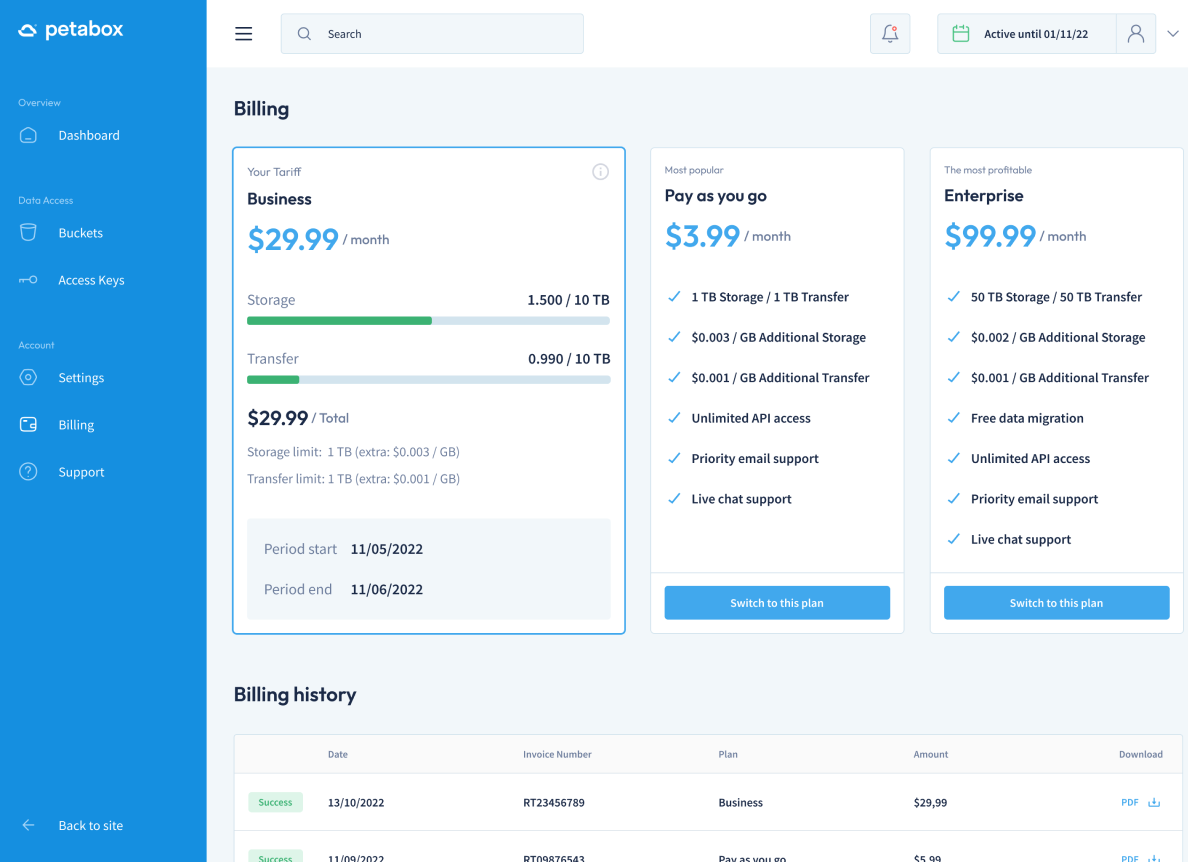 petabox
Search
Active until 01/11/22
Overview
Dashboard
Data Access
Buckets
Access Keys
Account
Settings
Billing
Support
Back to site
Billing
Your Tariff
Business
$29.99 / month
Storage 1.500 / 10 TB
Transfer 0.990 / 10 TB
$29.99 / Total
Storage limit: 1 TB (extra: $0.003 / GB)
Transfer limit: 1 TB (extra: $0.001 / GB)
Period start 11/05/2022
Period end 11/06/2022
Most popular
Pay as you go
$3.99 / month
1 TB Storage / 1 TB Transfer
$0.003 / GB Additional Storage
$0.001 / GB Additional Transfer
Unlimited API access
Priority email support
Live chat support
Switch to this plan
The most profitable
Enterprise
$99.99 / month
50 TB Storage / 50 TB Transfer
$0.002 / GB Additional Storage
$0.001 / GB Additional Transfer
Free data migration
Unlimited API access
Priority email support
Live chat support
Switch to this plan
Billing history
Date Invoice Number Plan Amount Download
Success 13/10/2022 RT23456789 Business $29,99 PDF
Success 11/09/2022 RT09876543 Pay as you go $5.99 PDF